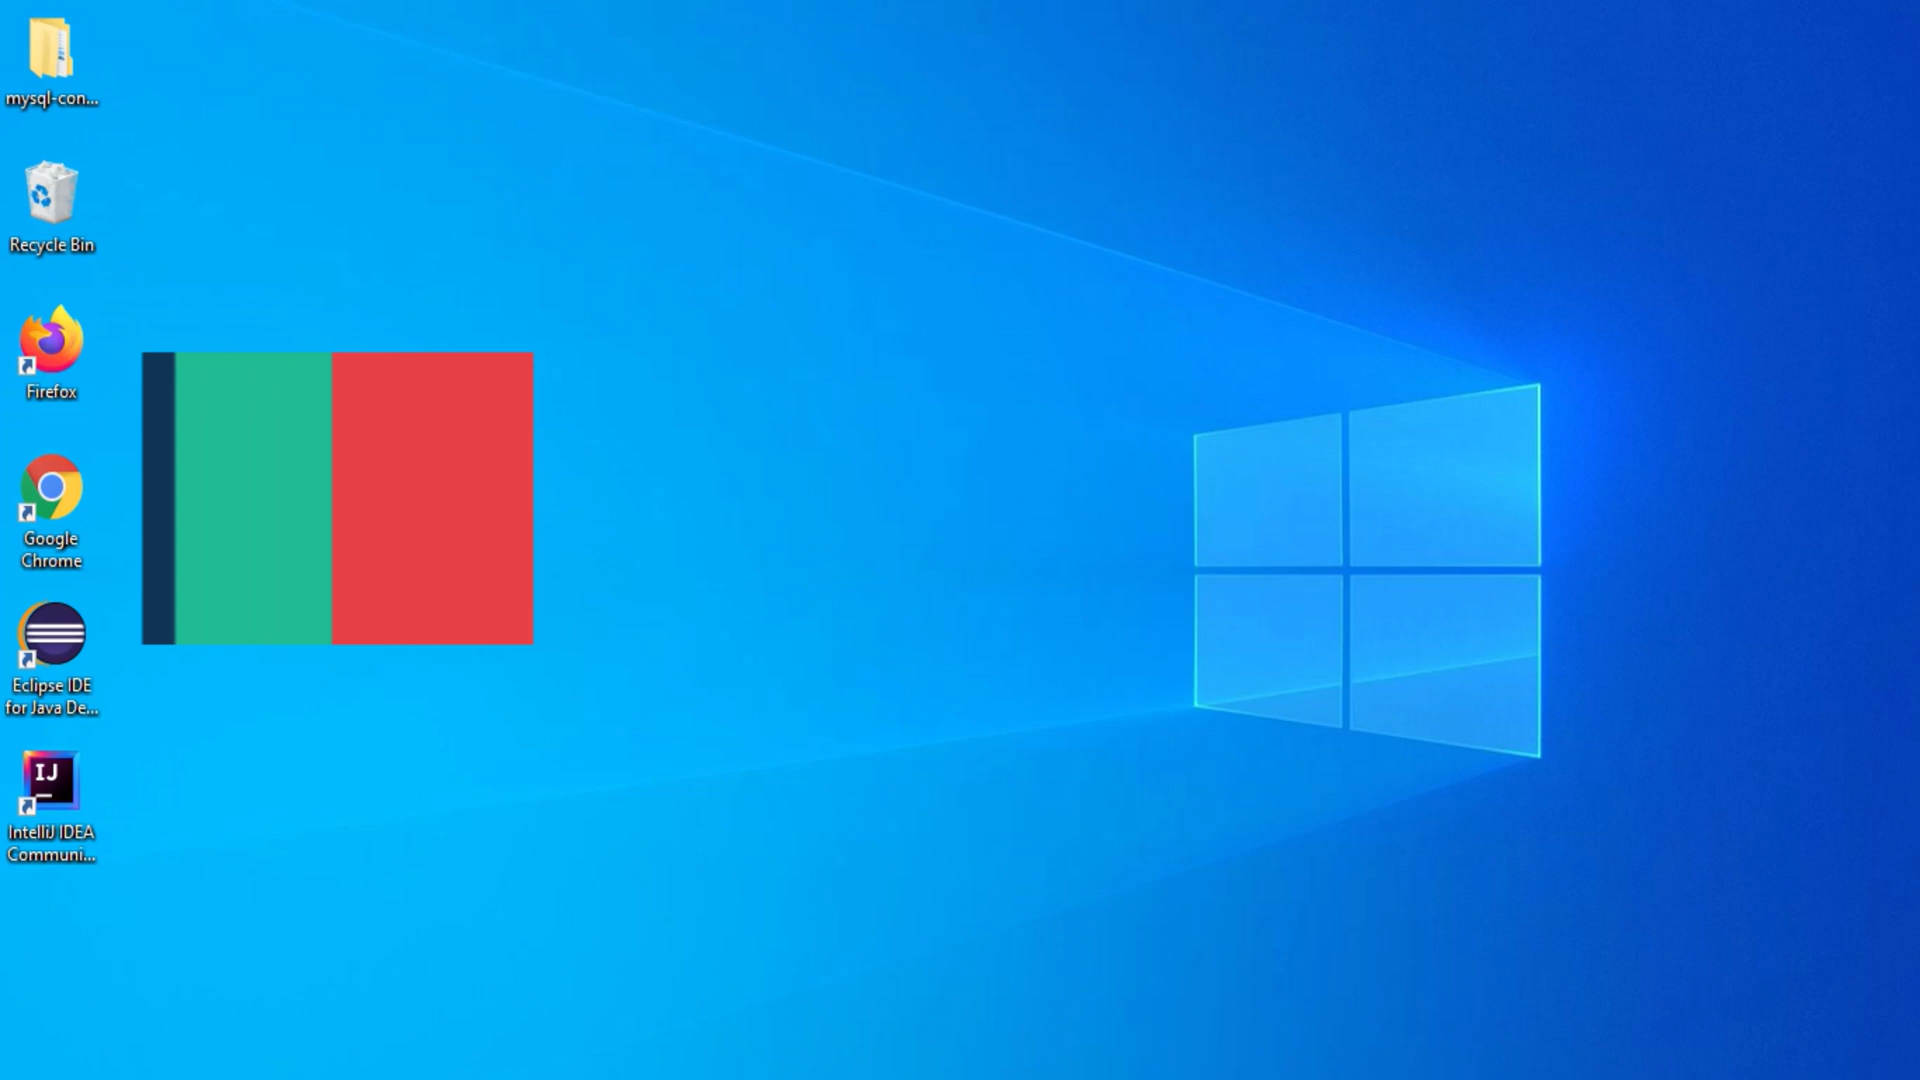 mysql-con...
Recycle Bin
Firefox
Google
Chrome
Eclipse IDE
for Java De...
IJ
IntelliJ IDEA
Communi...